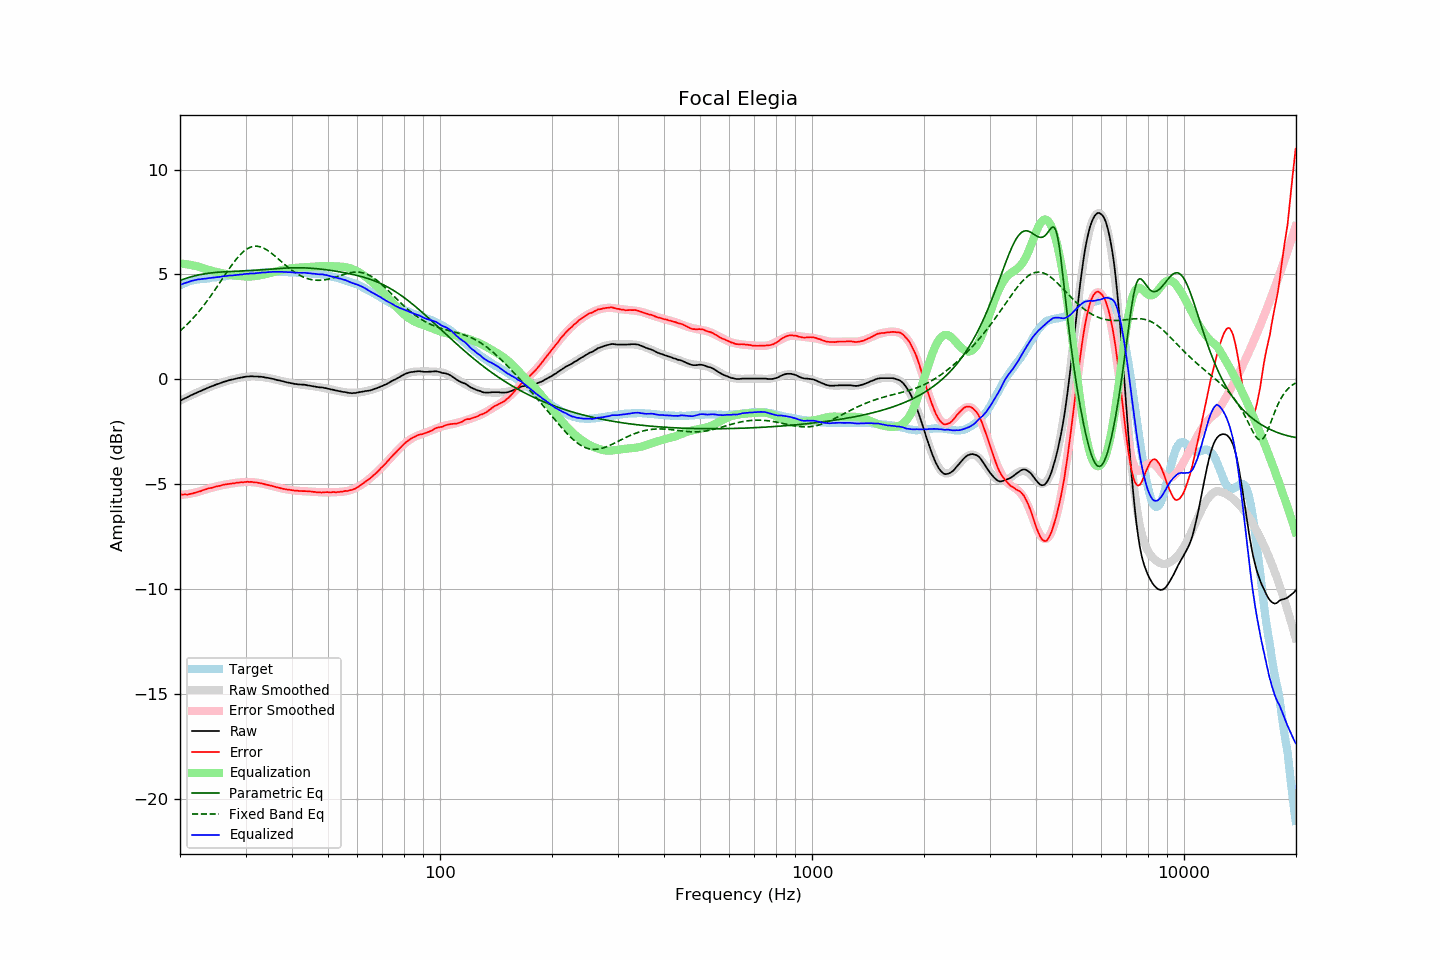 Focal Elegia
Amplitude (dBr)
10
5
0
−5
−10
−15
−20
Target
Raw Smoothed
Error Smoothed
Raw
Error
Equalization
Parametric Eq
Fixed Band Eq
Equalized
100
1000
10000
Frequency (Hz)